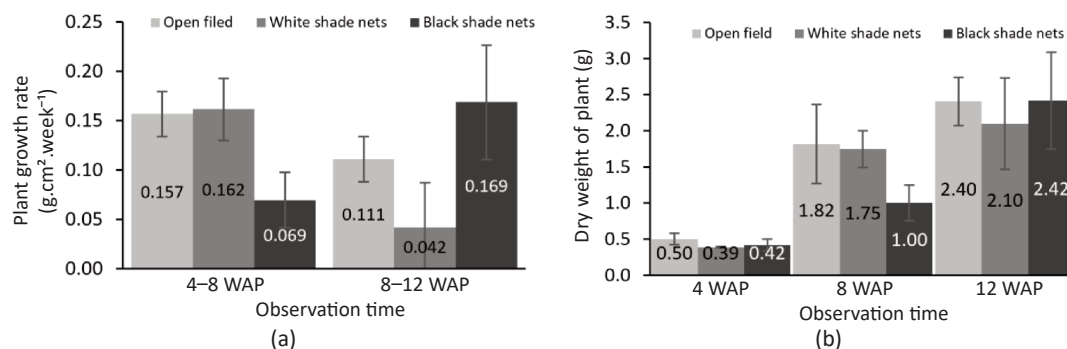 0.25
0.20
0.15
0.10
0.05
0.00
Plant growth rate
(g.cm².week⁻¹)
Open filed White shade nets Black shade nets
0.157 0.162 0.069
0.111 0.042 0.169
4–8 WAP 8–12 WAP
Observation time
(a)
3.5
3.0
2.5
2.0
1.5
1.0
0.5
0.0
Dry weight of plant (g)
Open field White shade nets Black shade nets
0.50 0.39 0.42
1.82 1.75 1.00
2.40 2.10 2.42
4 WAP 8 WAP 12 WAP
Observation time
(b)